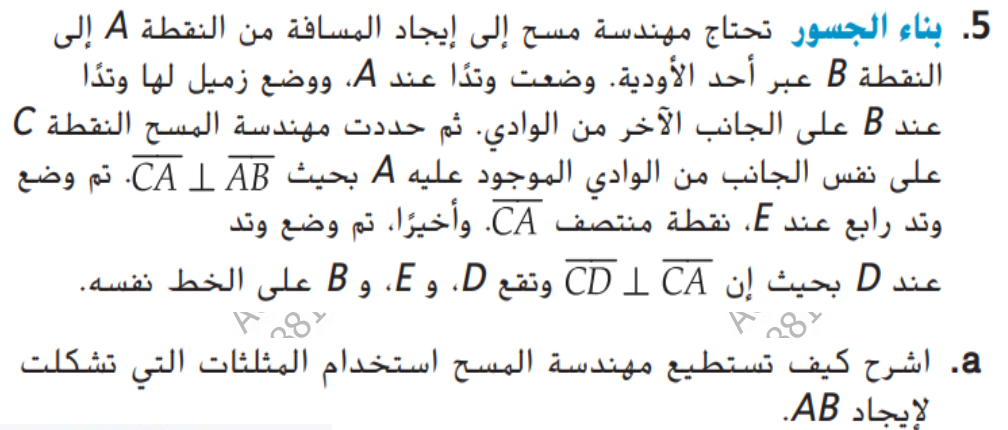 5. بناء الجسور تحتاج مهندسة مسح إلى إيجاد المسافة من النقطة A إلى
النقطة B عبر أحد الأودية. وضعت وتدًا عند A، ووضع زميل لها وتدًا
عند B على الجانب الآخر من الوادي. ثم حددت مهندسة المسح النقطة C
على نفس الجانب من الوادي الموجود عليه A بحيث CA ⊥ AB. تم وضع
وتد رابع عند E، نقطة منتصف CA. وأخيرًا، تم وضع وتد
عند D بحيث إن CD ⊥ CA وتقع D، و E، و B على الخط نفسه.
a. اشرح كيف تستطيع مهندسة المسح استخدام المثلثات التي تشكلت
لإيجاد AB.